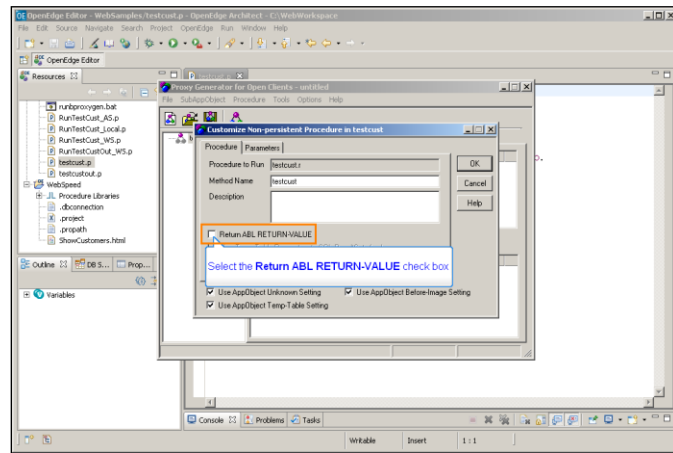 OpenEdge Editor - WebSamples/testcust.p - OpenEdge Architect - C:\WebWorkspace
File Edit Source Navigate Search Project OpenEdge Run Window Help
OpenEdge Editor
Resources
testcust.p
runbproxygen.bat
RunTestCust_AS.p
RunTestCust_Local.p
RunTestCust_WS.p
RunTestCustOut_WS.p
testcust.p
testcustout.p
WebSpeed
Procedure Libraries
.dbconnection
.project
.propath
ShowCustomers.html
Outline DB S... Prop...
Variables
Proxy Generator for Open Clients - untitled
File SubAppObject Procedure Tools Options Help
Customize Non-persistent Procedure in testcust
Procedure Parameters
Procedure to Run testcust.r
Method Name testcust
Description
OK
Cancel
Help
Return ABL RETURN-VALUE
Select the Return ABL RETURN-VALUE check box
Use AppObject Unknown Setting Use AppObject Before-Image Setting
Use AppObject Temp-Table Setting
Console Problems Tasks
Writable Insert 1 : 1